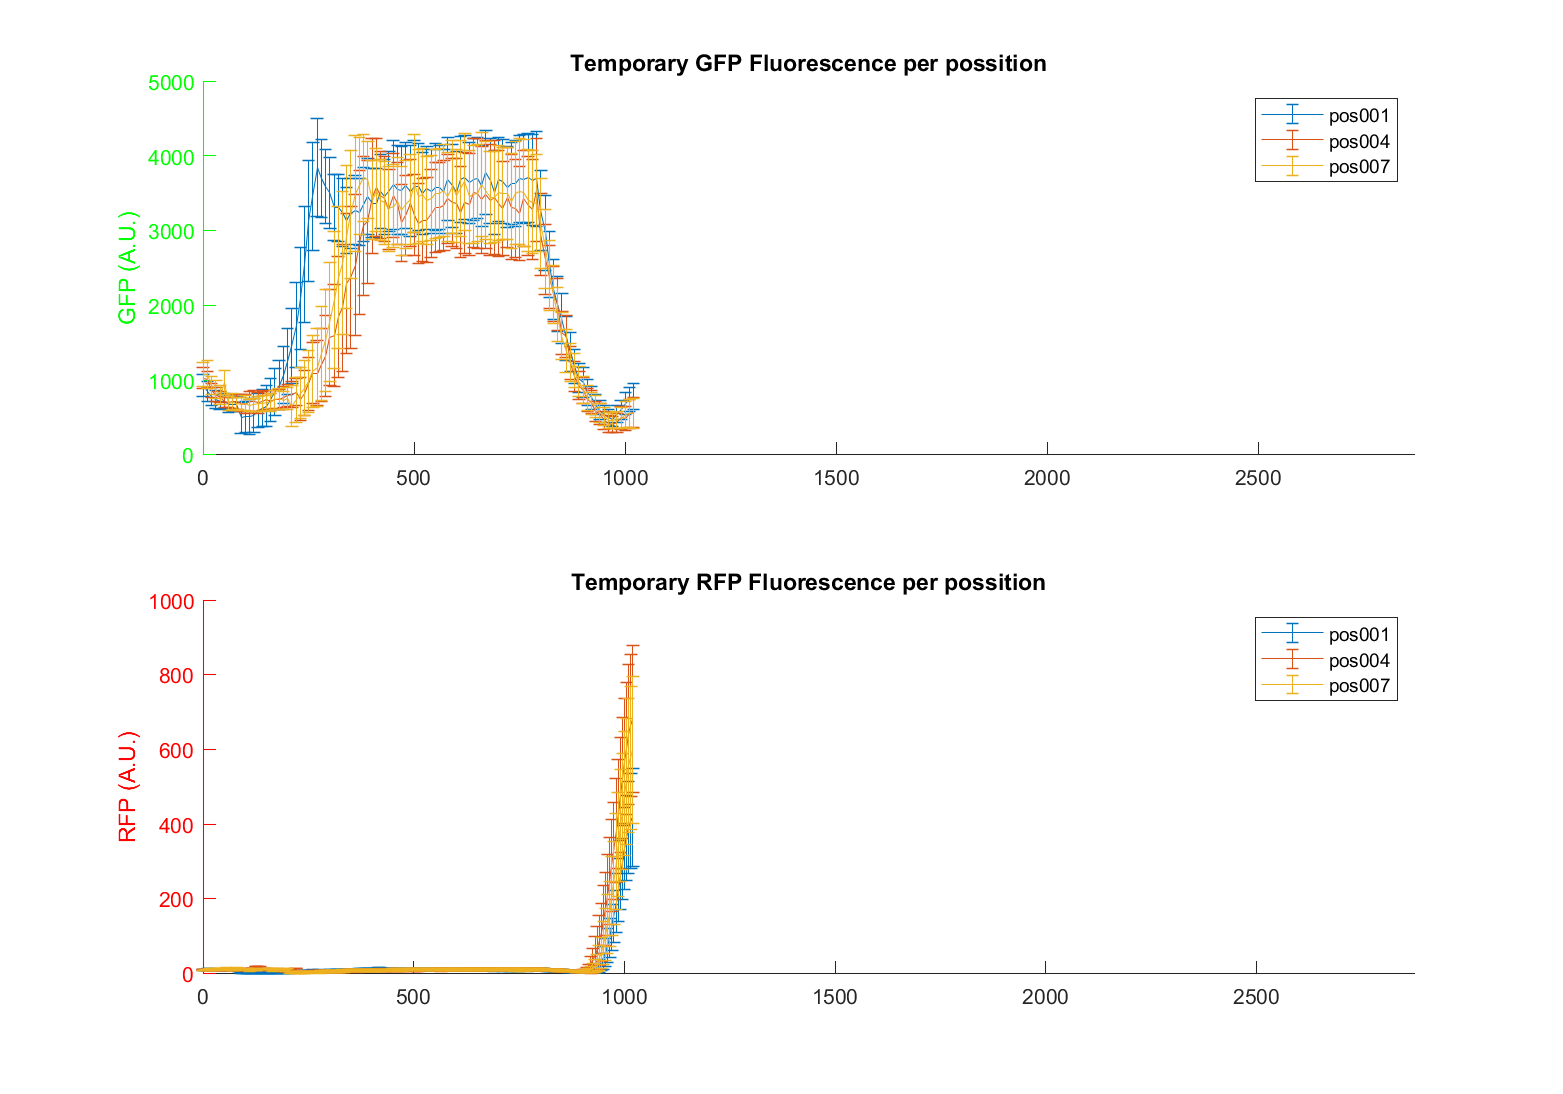 Temporary GFP Fluorescence per possition
GFP (A.U.)
5000
4000
3000
2000
1000
0
0 500 1000 1500 2000 2500
pos001
pos004
pos007
Temporary RFP Fluorescence per possition
RFP (A.U.)
1000
800
600
400
200
0
0 500 1000 1500 2000 2500
pos001
pos004
pos007